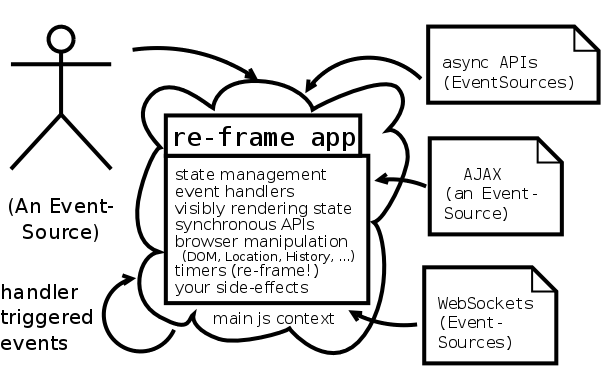 re-frame app
state management
event handlers
visibly rendering state
synchronous APIs
browser manipulation
(DOM, Location, History, ...)
timers (re-frame!)
your side-effects
main js context
(An Event-
Source)
handler
triggered
events
async APIs
(EventSources)
AJAX
(an Event-
Source)
WebSockets
(Event-
Sources)